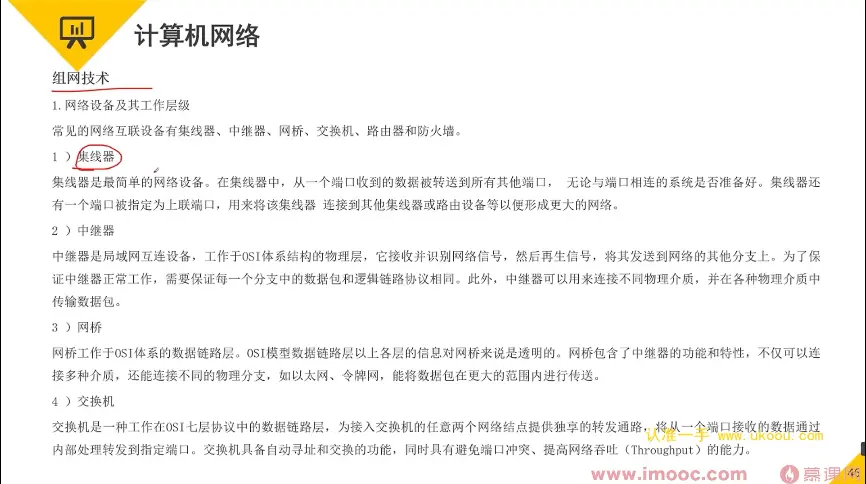 计算机网络
组网技术
1.网络设备及其工作层级
常见的网络互联设备有集线器、中继器、网桥、交换机、路由器和防火墙。
1 ）集线器
集线器是最简单的网络设备。在集线器中，从一个端口收到的数据被转送到所有其他端口， 无论与端口相连的系统是否准备好。集线器还
有一个端口被指定为上联端口，用来将该集线器 连接到其他集线器或路由设备等以便形成更大的网络。
2 ）中继器
中继器是局域网互连设备，工作于OSI体系结构的物理层，它接收并识别网络信号，然后再生信号，将其发送到网络的其他分支上。为了保
证中继器正常工作，需要保证每一个分支中的数据包和逻辑链路协议相同。此外，中继器可以用来连接不同物理介质，并在各种物理介质中
传输数据包。
3 ）网桥
网桥工作于OSI体系的数据链路层。OSI模型数据链路层以上各层的信息对网桥来说是透明的。网桥包含了中继器的功能和特性，不仅可以连
接多种介质，还能连接不同的物理分支，如以太网、令牌网，能将数据包在更大的范围内进行传送。
4 ）交换机
交换机是一种工作在OSI七层协议中的数据链路层，为接入交换机的任意两个网络结点提供独享的转发通路，将从一个端口接收的数据通过
内部处理转发到指定端口。交换机具备自动寻址和交换的功能，同时具有避免端口冲突、提高网络吞吐（Throughput）的能力。
认准一手 www.ukoou.com
www.imooc.com
慕课
46